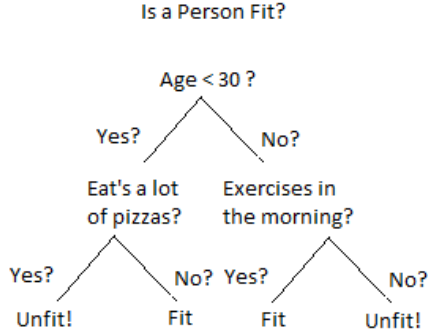 Is a Person Fit?
Age < 30 ?
Yes?
No?
Eat's a lot
of pizzas?
Exercises in
the morning?
Yes?
No?
Yes?
No?
Unfit!
Fit
Fit
Unfit!